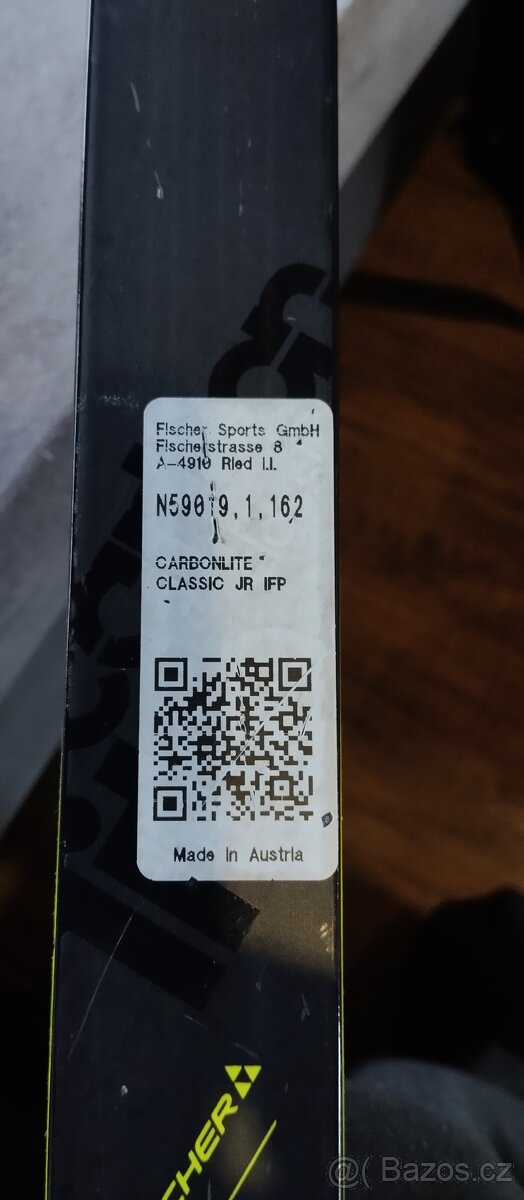 Fischer Sports GmbH
Fischerstrasse 8
A-4910 Ried I.I.
N59019,1,162
CARBONLITE
CLASSIC JR IFP
Made In Austria
@( Bazos.cz